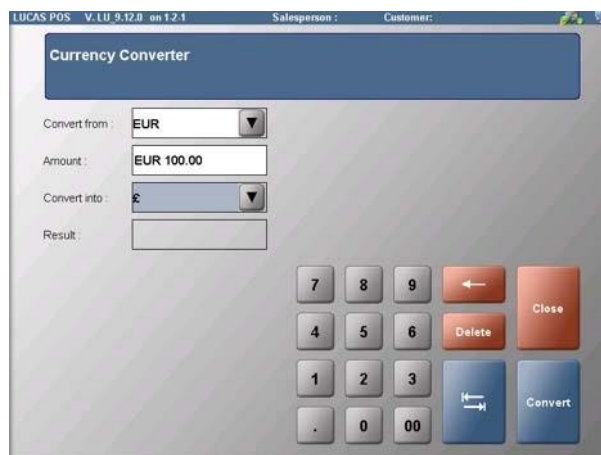 LUCAS POS V. LU_9.12.0 on 1-2-1 Salesperson : Customer:
Currency Converter
Convert from : EUR
Amount : EUR 100.00
Convert into : £
Result :
7 8 9
Close
4 5 6 Delete
1 2 3
Convert
. 0 00